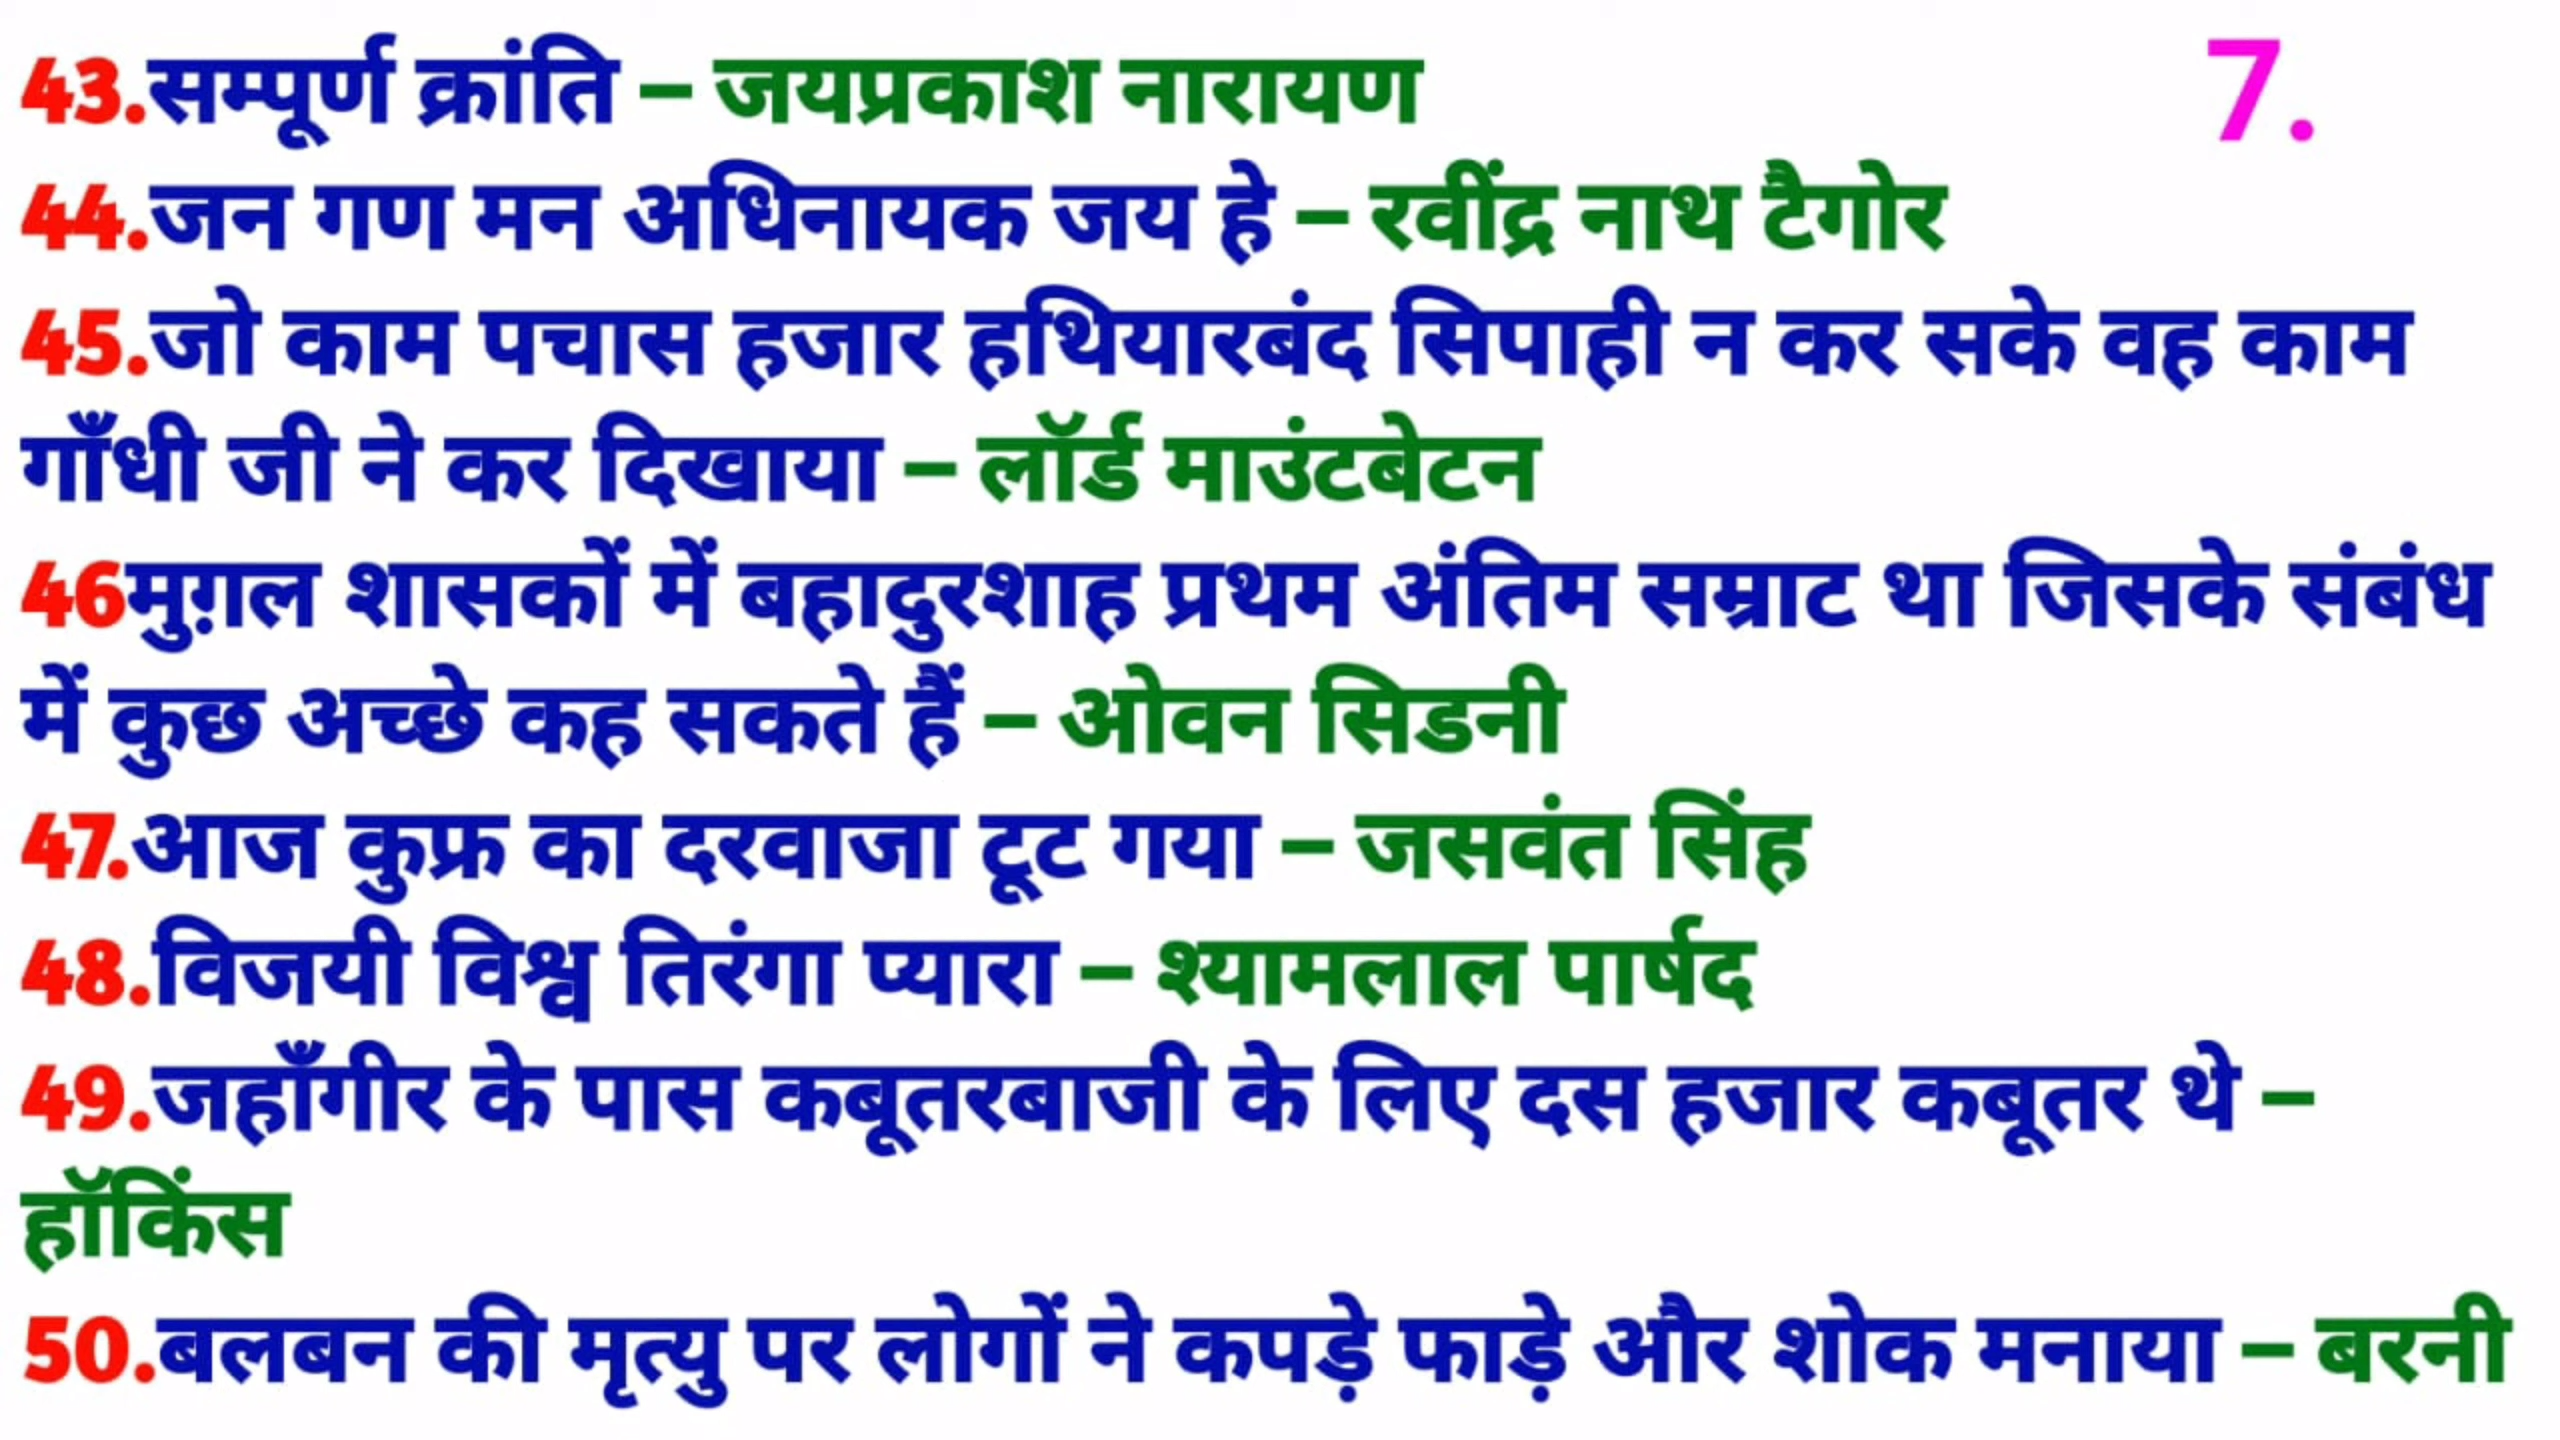 43.सम्पूर्ण क्रांति – जयप्रकाश नारायण 7.
44.जन गण मन अधिनायक जय हे – रवींद्र नाथ टैगोर
45.जो काम पचास हजार हथियारबंद सिपाही न कर सके वह काम
गाँधी जी ने कर दिखाया – लॉर्ड माउंटबेटन
46मुग़ल शासकों में बहादुरशाह प्रथम अंतिम सम्राट था जिसके संबंध
में कुछ अच्छे कह सकते हैं – ओवन सिडनी
47.आज कुफ्र का दरवाजा टूट गया – जसवंत सिंह
48.विजयी विश्व तिरंगा प्यारा – श्यामलाल पार्षद
49.जहाँगीर के पास कबूतरबाजी के लिए दस हजार कबूतर थे –
हॉकिंस
50.बलबन की मृत्यु पर लोगों ने कपड़े फाड़े और शोक मनाया – बरनी